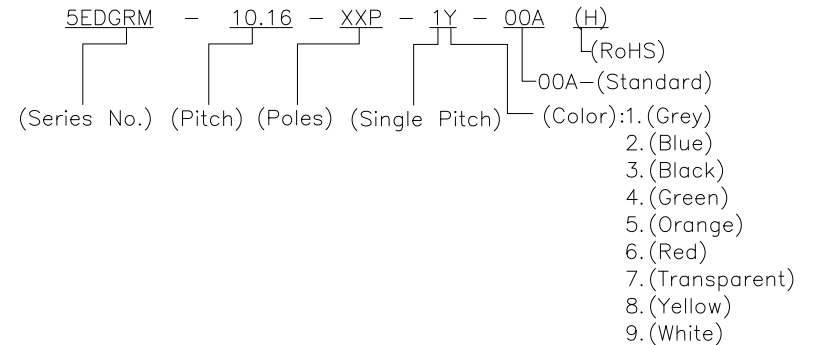 5EDGRM - 10.16 - XXP - 1Y - 00A (H)
(RoHS)
00A-(Standard)
(Series No.) (Pitch) (Poles) (Single Pitch) (Color):1.(Grey)
2.(Blue)
3.(Black)
4.(Green)
5.(Orange)
6.(Red)
7.(Transparent)
8.(Yellow)
9.(White)